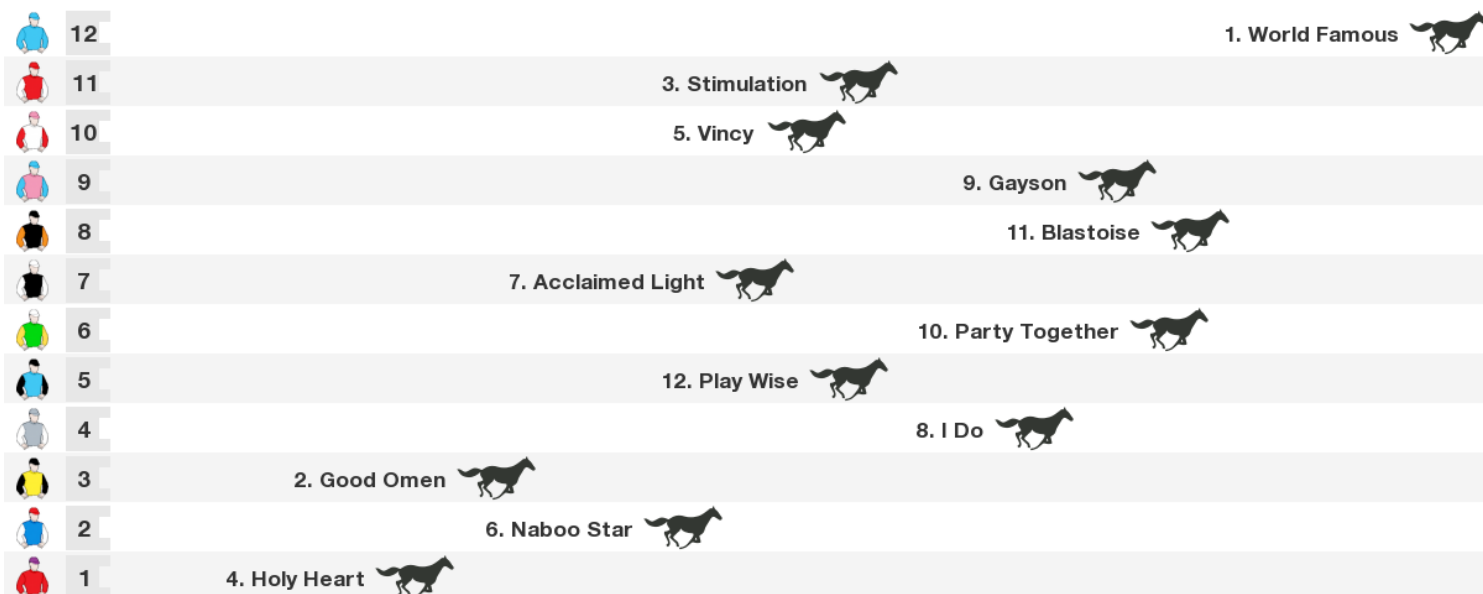 12 1. World Famous
11 3. Stimulation
10 5. Vincy
9 9. Gayson
8 11. Blastoise
7 7. Acclaimed Light
6 10. Party Together
5 12. Play Wise
4 8. I Do
3 2. Good Omen
2 6. Naboo Star
1 4. Holy Heart